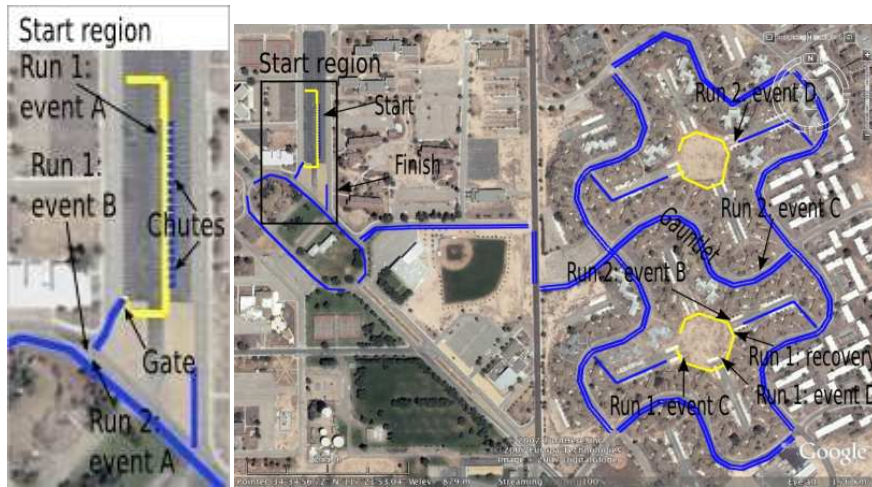 Start region
Run 1:
event A
Run 1:
event B
Chutes
Gate
Run 2:
event A
Start region
Start
Finish
Run 2: event D
Gauntlet
Run 2: event C
Run 2: event B
Run 1: recovery
Run 1: event C
Run 1: event D
N
Google
Streaming